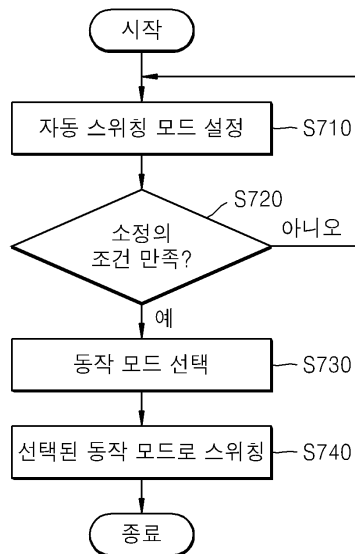 시작
자동 스위칭 모드 설정
S710
S720
소정의
조건 만족?
아니오
예
동작 모드 선택
S730
선택된 동작 모드로 스위칭
S740
종료